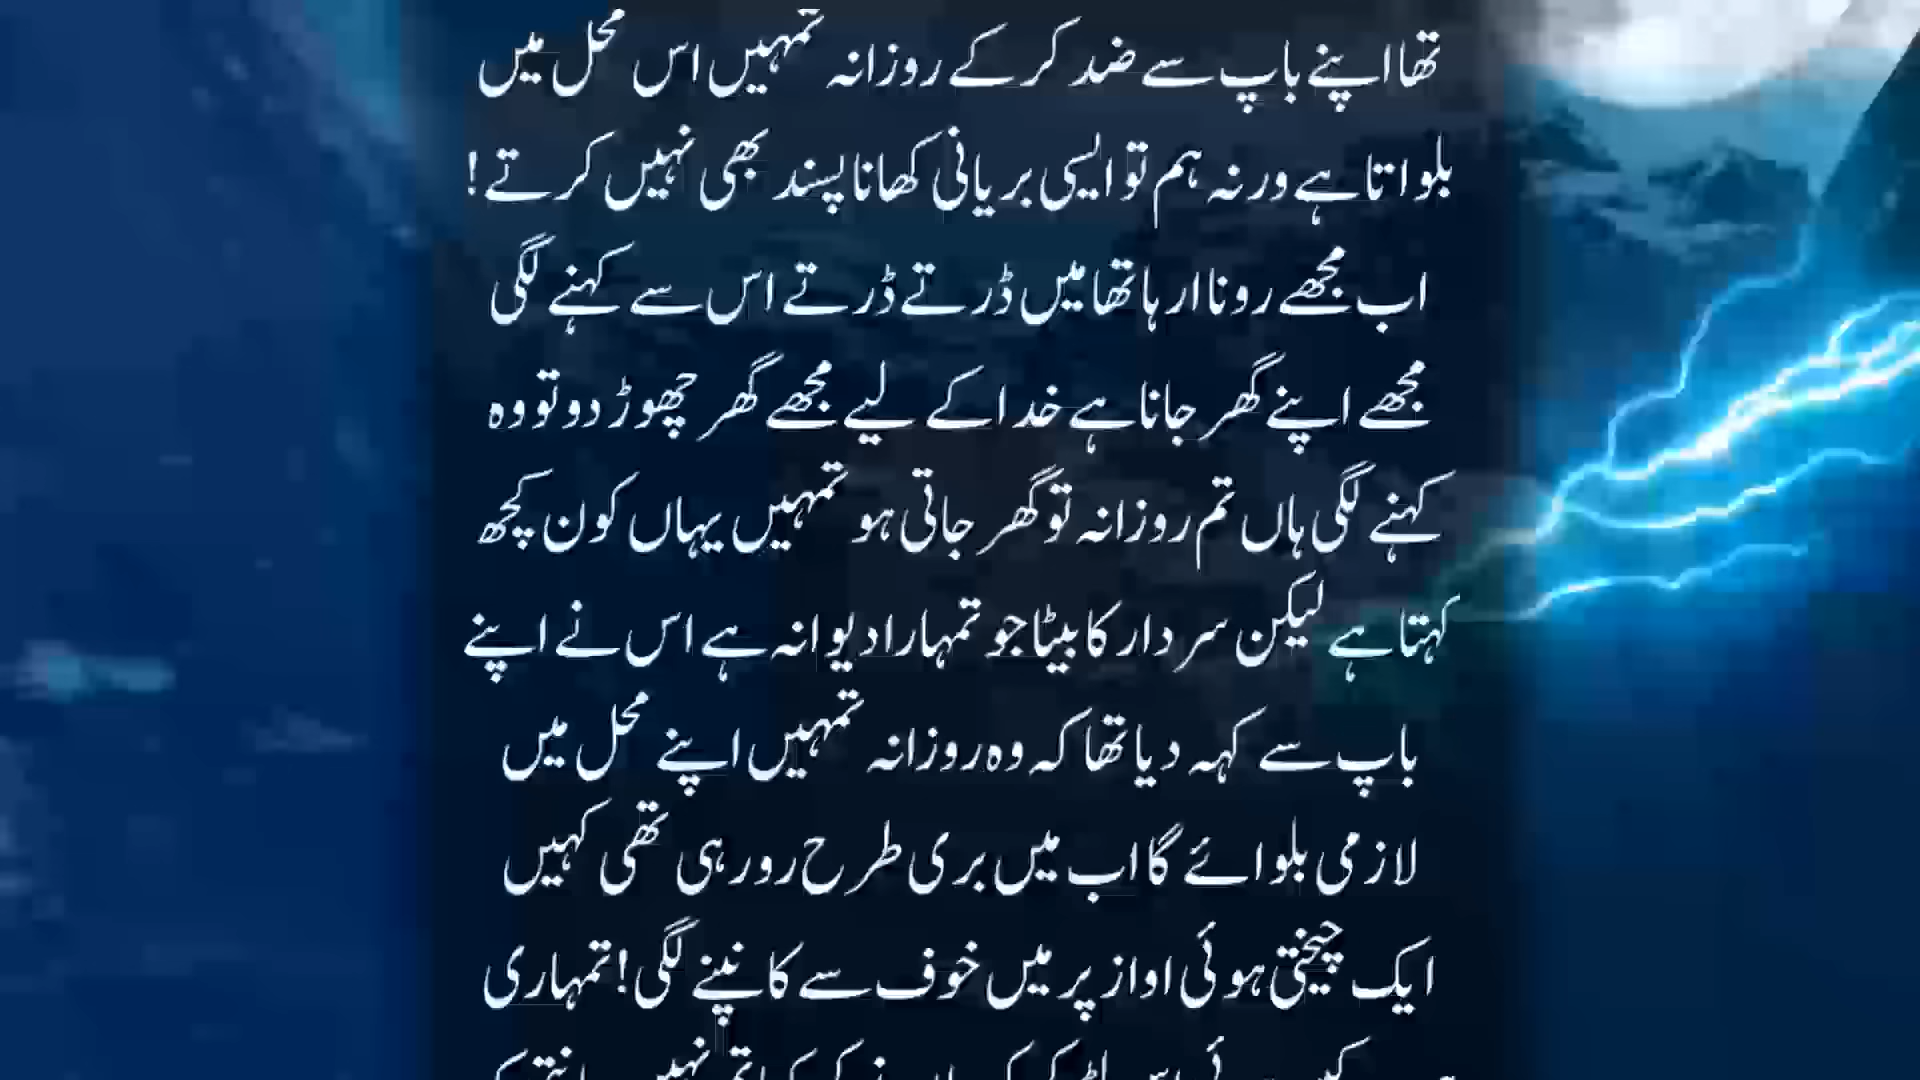 تھا اپنے باپ سے ضد کر کے روزانہ تمہیں اس محل میں
بلواتا ہے ورنہ ہم تو ایسی بریانی کھانا پسند بھی نہیں کرتے!
اب مجھے رونا ارہا تھا میں ڈرتے ڈرتے اس سے کہنے لگی
مجھے اپنے گھر جانا ہے خدا کے لیے مجھے گھر چھوڑ دو تو وہ
کہنے لگی ہاں تم روزانہ تو گھر جاتی ہو تمہیں یہاں کون کچھ
کہتا ہے لیکن سردار کا بیٹا جو تمہارا دیوانہ ہے اس نے اپنے
باپ سے کہہ دیا تھا کہ وہ روزانہ تمہیں اپنے محل میں
لازمی بلوائے گا اب میں بری طرح رو رہی تھی کہیں
ایک چیختی ہوئی اواز پر میں خوف سے کانپنے لگی! تمہاری